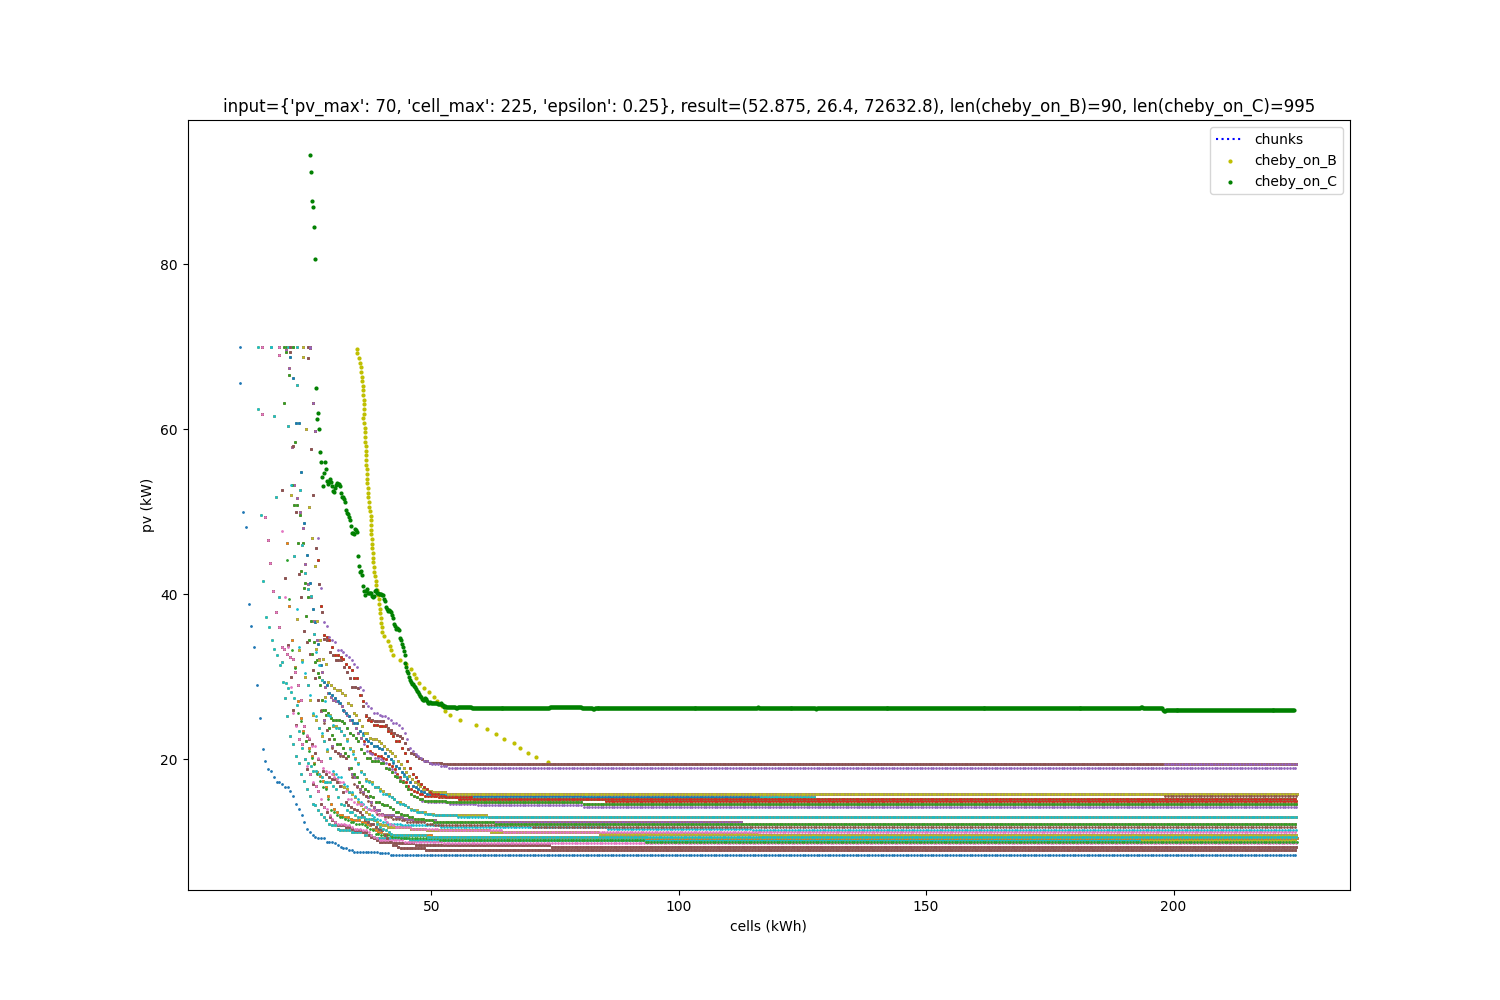 input={'pv_max': 70, 'cell_max': 225, 'epsilon': 0.25}, result=(52.875, 26.4, 72632.8), len(cheby_on_B)=90, len(cheby_on_C)=995
chunks
cheby_on_B
cheby_on_C
80
60
40
20
pv (kW)
50 100 150 200
cells (kWh)